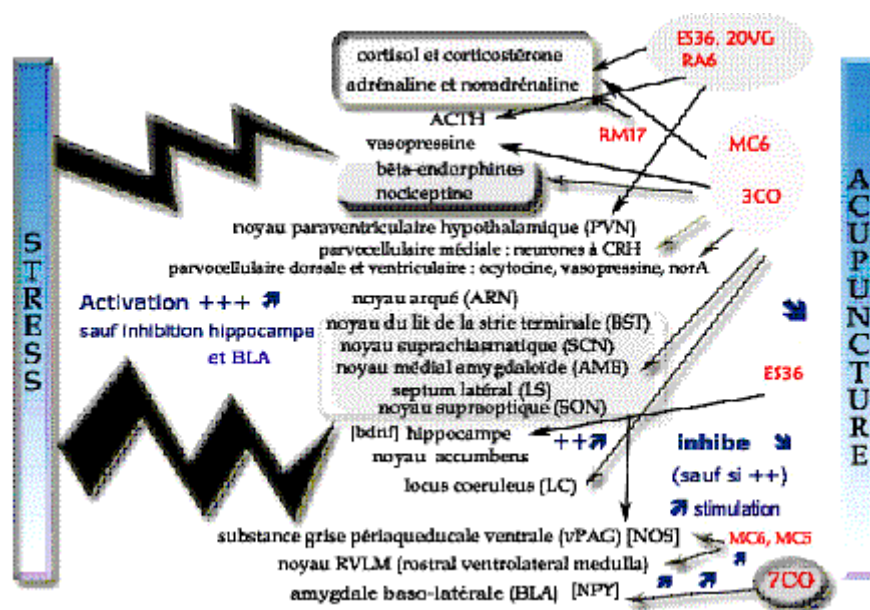 STRESS
cortisol et corticostérone
adrénaline et noradrénaline
ACTH
vasopressine
bêta-endorphines
nociceptine
noyau paraventriculaire hypothalamique (PVN)
parvocellulaire médiale : neurones à CRH
parvocellulaire dorsale et ventriculaire : ocytocine, vasopressine, norA
Activation +++
sauf inhibition hippocampe
et BLA
noyau arqué (ARN)
noyau du lit de la strie terminale (BST)
noyau suprachiasmatique (SCN)
noyau médial amygdaloïde (AME)
septum latéral (LS)
noyau supraoptique (SON)
[bdnf] hippocampe
++
noyau accumbens
locus coeruleus (LC)
substance grise périaqueducale ventrale (vPAG) [NOS]
noyau RVLM (rostral ventrolateral medulla)
amygdale baso-latérale (BLA) [NPY]
ES36, 20VG
RA6
RM17
MC6
3CO
ES36
inhibe
(sauf si ++)
stimulation
MC6, MC5
7CO
ACUPUNCTURE